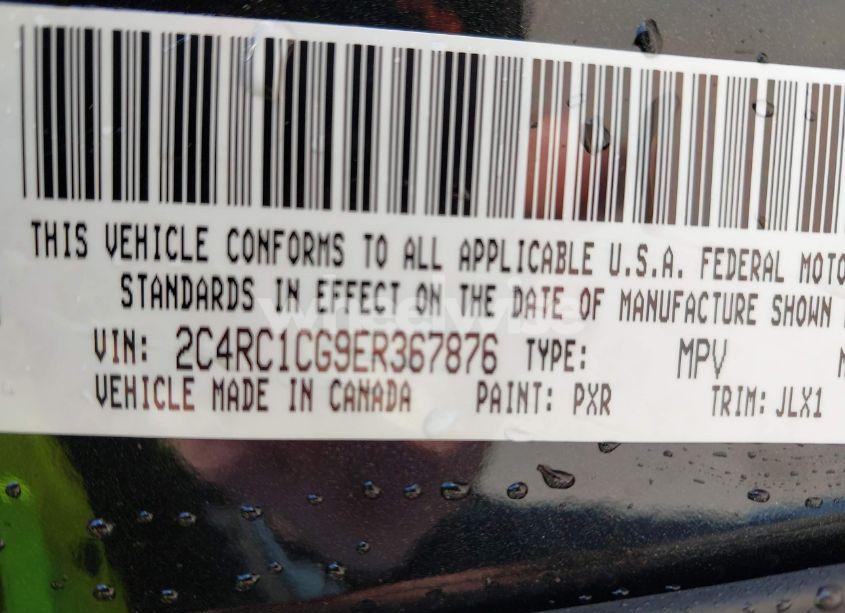 THIS VEHICLE CONFORMS TO ALL APPLICABLE U.S.A. FEDERAL MOTO
STANDARDS IN EFFECT ON THE DATE OF MANUFACTURE SHOWN
wheelwise
VIN: 2C4RC1CG9ER367876 TYPE: MPV
VEHICLE MADE IN CANADA PAINT: PXR TRIM: JLX1